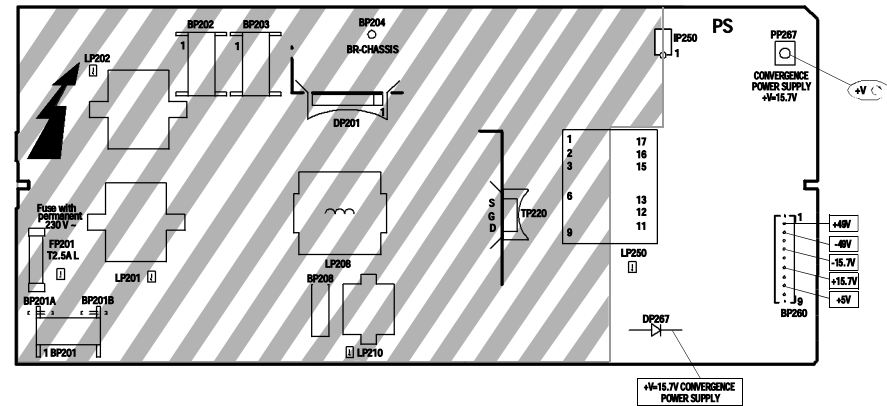 BP202
BP203
BP204
PS
1
BR-CHASSIS
IP250
1
PP267
LP202
CONVERGENCE
POWER SUPPLY
+V=15.7V
+V
1
DP201
1
2
3
6
9
17
16
15
13
12
11
S
G
D
TP220
Fuse with
permanent
230 V ~
FP201
T2.5A L
LP201
LP208
BP208
LP250
1
+49V
-49V
-15.7V
+15.7V
+5V
9
BP260
BP201A
BP201B
DP267
1 BP201
LP210
+V=15.7V CONVERGENCE
POWER SUPPLY